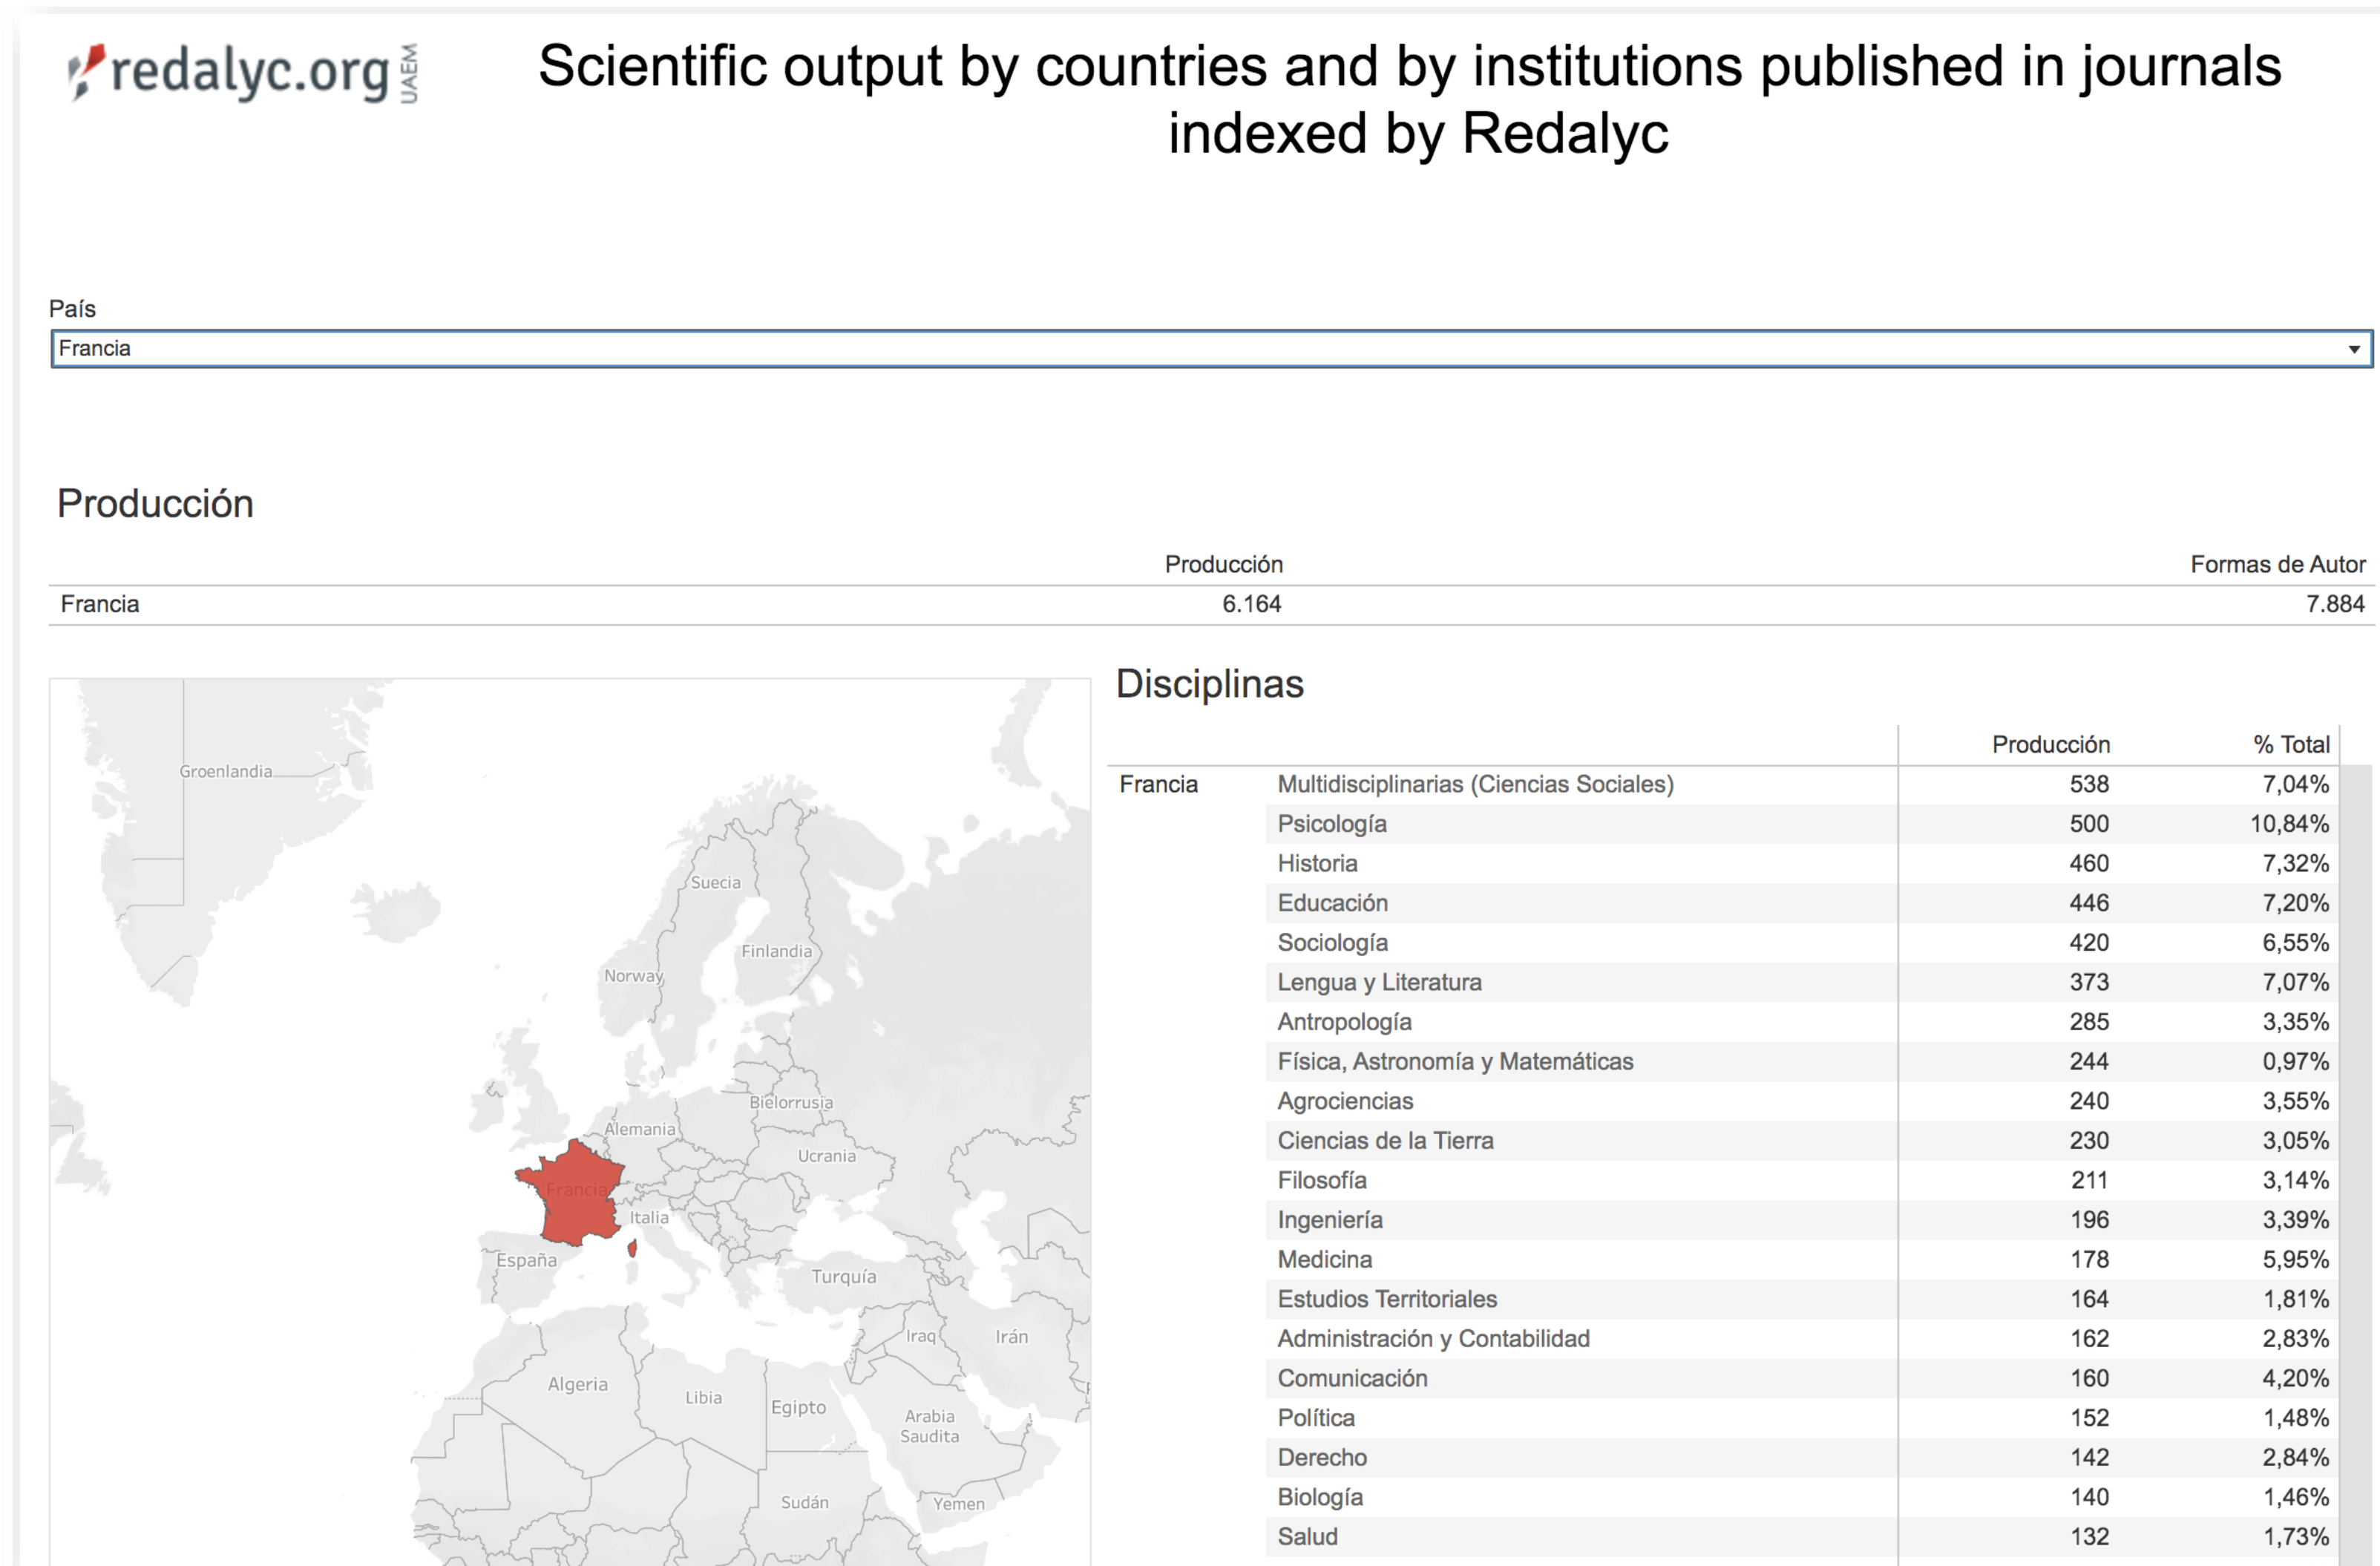 redalyc.org UAEM
Scientific output by countries and by institutions published in journals
indexed by Redalyc
País
Francia
Producción
Producción Formas de Autor
Francia 6.164 7.884
Groenlandia
Suecia
Finlandia
Norway
Bielorrusia
Alemania
Ucrania
Francia
Italia
España
Turquía
Iraq
Irán
Algeria
Libia
Egipto
Arabia
Saudita
Sudán
Yemen
Disciplinas
Producción % Total
Francia Multidisciplinarias (Ciencias Sociales) 538 7,04%
Psicología 500 10,84%
Historia 460 7,32%
Educación 446 7,20%
Sociología 420 6,55%
Lengua y Literatura 373 7,07%
Antropología 285 3,35%
Física, Astronomía y Matemáticas 244 0,97%
Agrociencias 240 3,55%
Ciencias de la Tierra 230 3,05%
Filosofía 211 3,14%
Ingeniería 196 3,39%
Medicina 178 5,95%
Estudios Territoriales 164 1,81%
Administración y Contabilidad 162 2,83%
Comunicación 160 4,20%
Política 152 1,48%
Derecho 142 2,84%
Biología 140 1,46%
Salud 132 1,73%